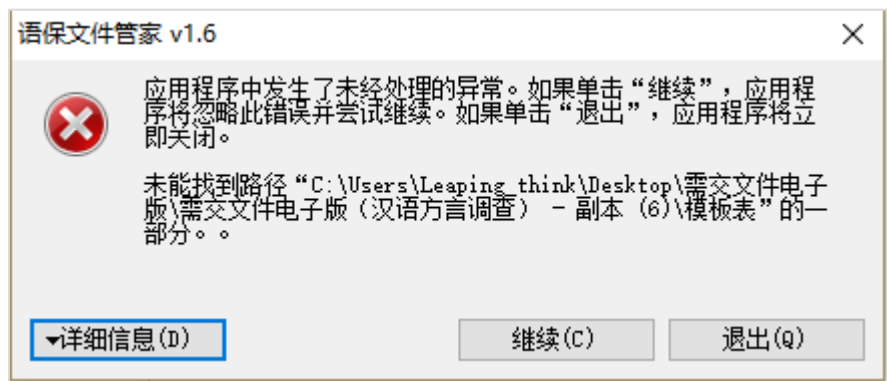 语保文件管家 v1.6
应用程序中发生了未经处理的异常。如果单击“继续”，应用程
序将忽略此错误并尝试继续。如果单击“退出”，应用程序将立
即关闭。
未能找到路径“C:\Users\Leaping_think\Desktop\需交文件电子
版\需交文件电子版（汉语方言调查） - 副本 (6)\模板表”的一
部分。。
▾详细信息(D)
继续(C)
退出(Q)